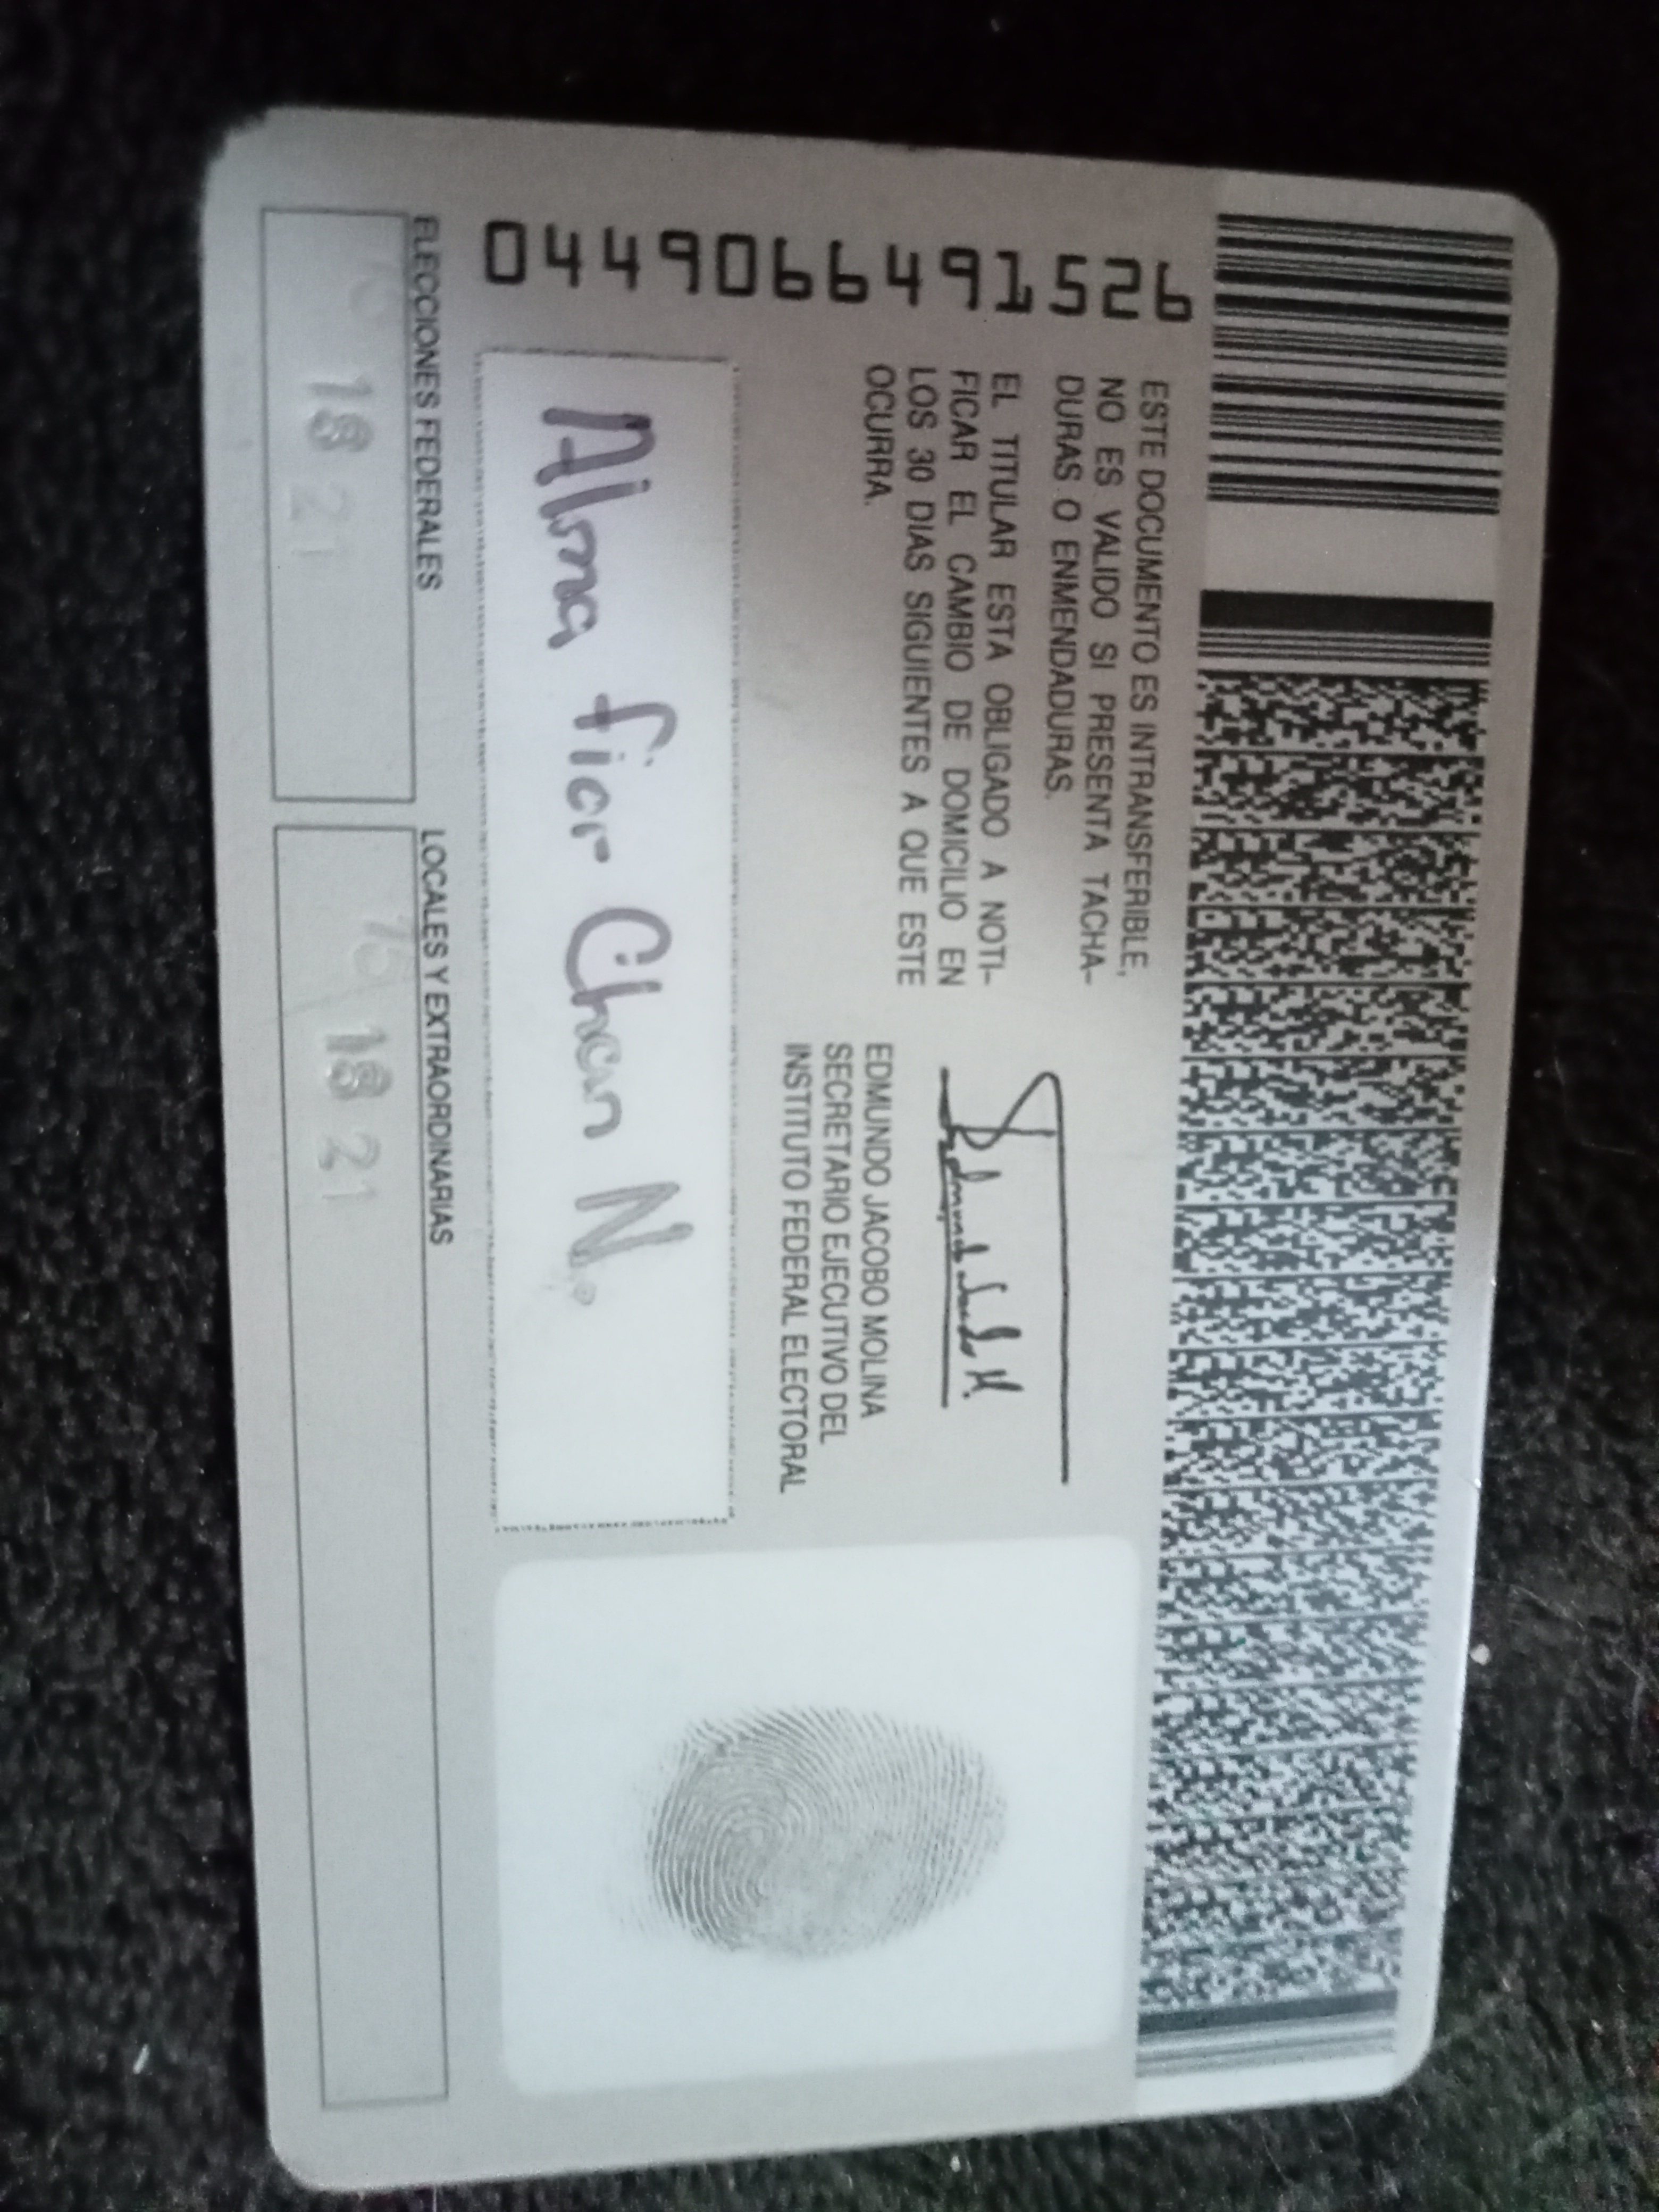 0449066491526
ESTE DOCUMENTO ES INTRANSFERIBLE,
NO ES VALIDO SI PRESENTA TACHA-
DURAS O ENMENDADURAS.
EL TITULAR ESTA OBLIGADO A NOTI-
FICAR EL CAMBIO DE DOMICILIO EN
LOS 30 DIAS SIGUIENTES A QUE ESTE
OCURRA.
EDMUNDO JACOBO MOLINA
SECRETARIO EJECUTIVO DEL
INSTITUTO FEDERAL ELECTORAL
Alma flor Chan N.
ELECCIONES FEDERALES
18 21
LOCALES Y EXTRAORDINARIAS
15 18 21